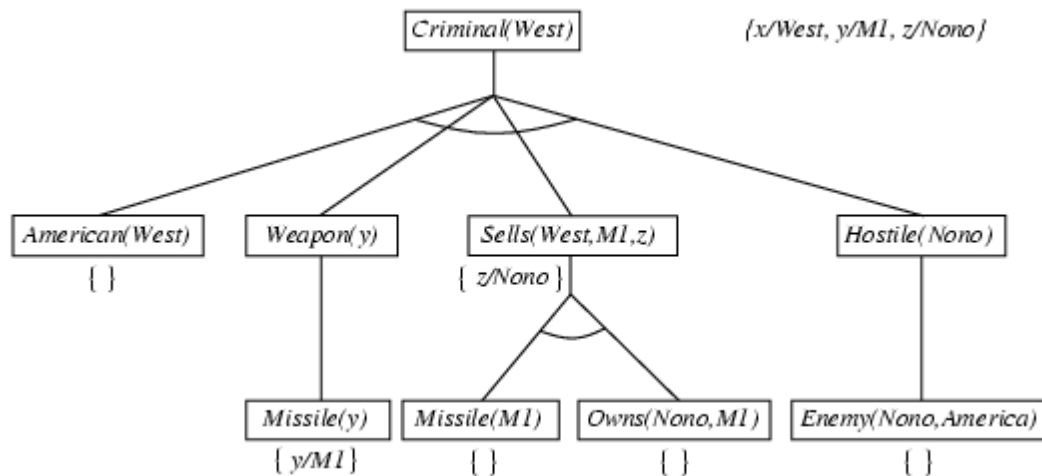 Criminal(West) {x/West, y/M1, z/Nono}
American(West) Weapon(y) Sells(West,M1,z) Hostile(Nono)
{ } { z/Nono }
Missile(y) Missile(M1) Owns(Nono,M1) Enemy(Nono,America)
{ y/M1 } { } { } { }